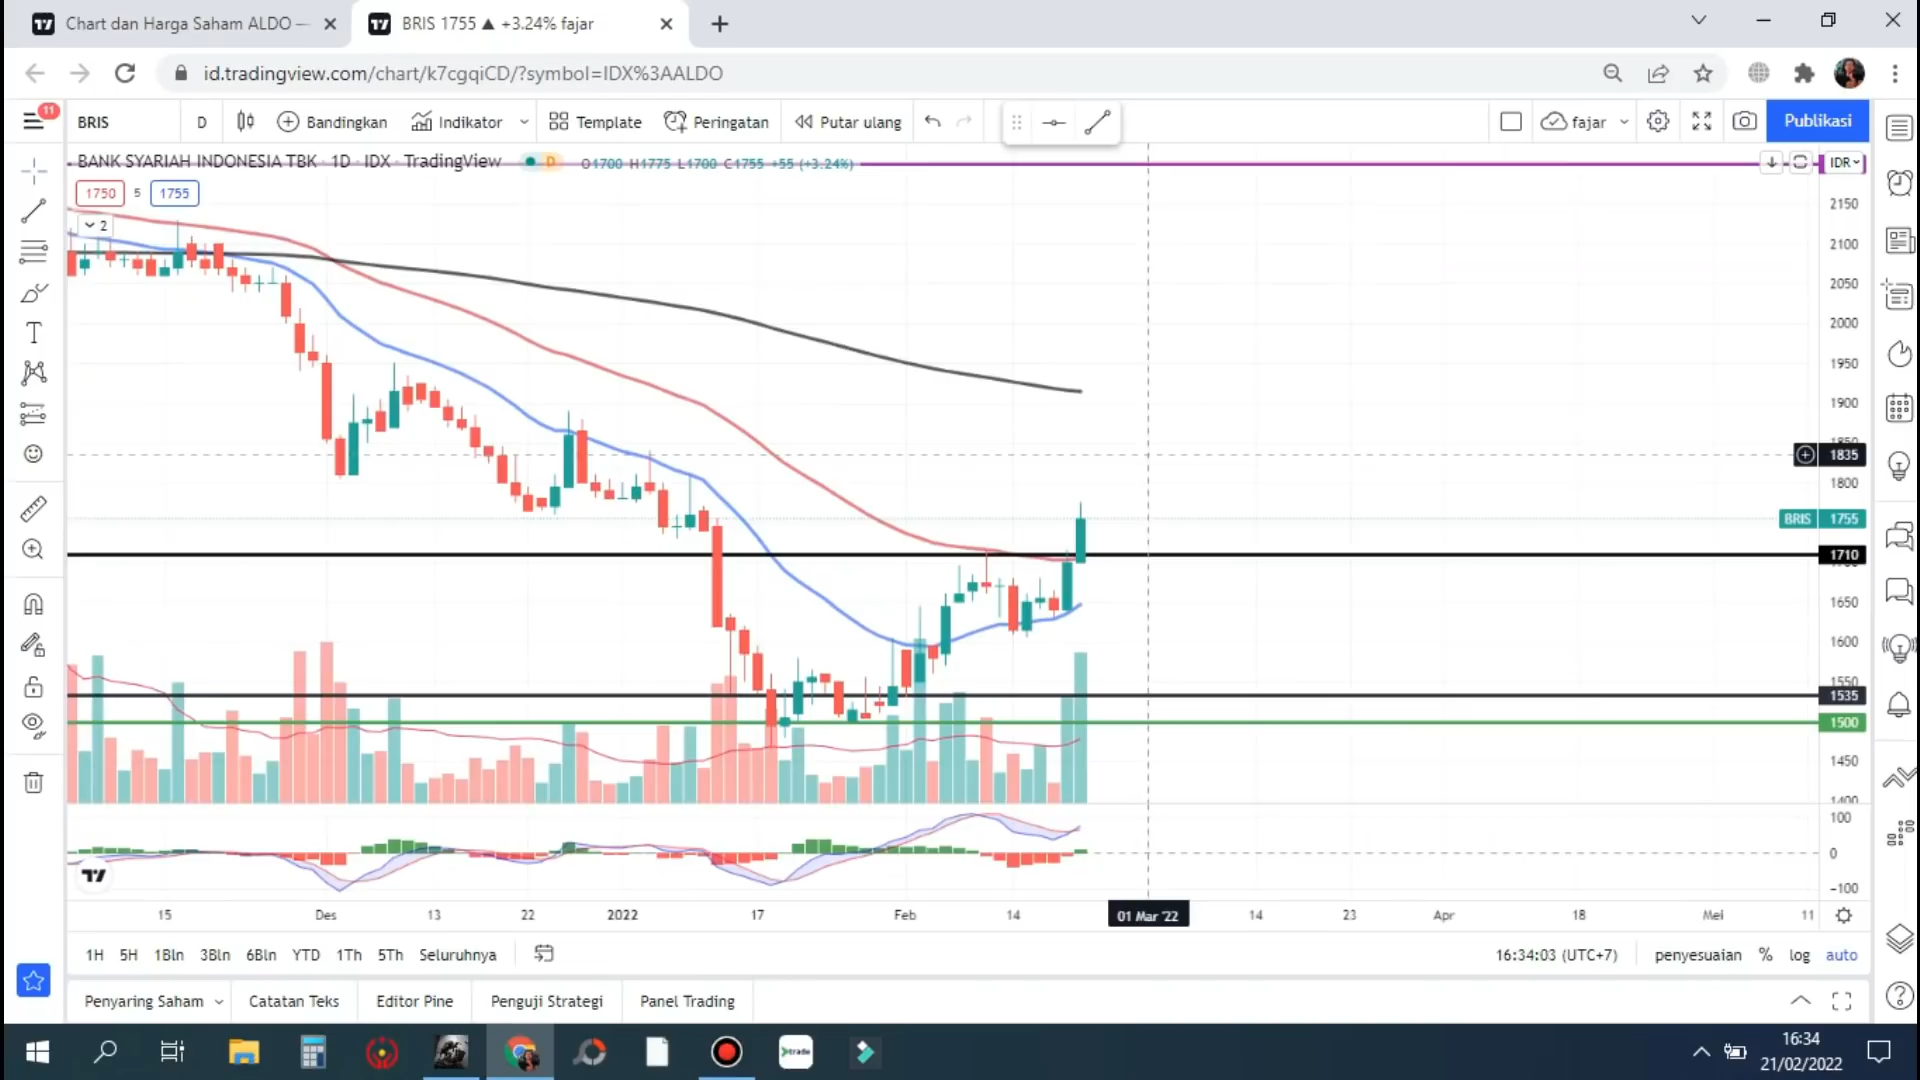 Chart dan Harga Saham ALDO —
BRIS 1755 ▲ +3.24% fajar
id.tradingview.com/chart/k7cgqiCD/?symbol=IDX%3AALDO
11
BRIS
D
Bandingkan
Indikator
Template
Peringatan
Putar ulang
fajar
Publikasi
BANK SYARIAH INDONESIA TBK · 1D · IDX · TradingView
D
O1700 H1775 L1700 C1755 +55 (+3.24%)
IDR
1750
5
1755
2
2150
2100
2050
2000
1950
1900
1850
1835
1800
BRIS 1755
1710
1650
1600
1550
1535
1500
1450
1400
100
0
-100
15
Des
13
22
2022
17
Feb
14
01 Mar '22
14
23
Apr
18
Mei
11
1H 5H 1Bln 3Bln 6Bln YTD 1Th 5Th Seluruhnya
16:34:03 (UTC+7)
penyesuaian % log auto
Penyaring Saham
Catatan Teks
Editor Pine
Penguji Strategi
Panel Trading
trade
16:34
21/02/2022